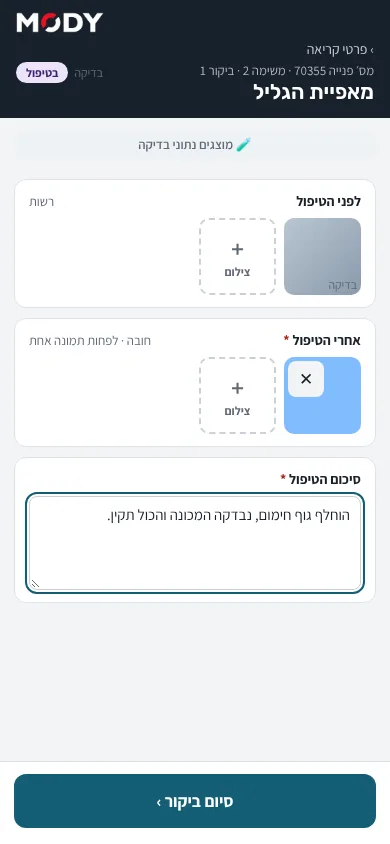 MODY
› פרטי קריאה
מס׳ פנייה 70355 · משימה 2 · ביקור 1
בדיקה
בטיפול
מאפיית הגליל
🧪 מוצגים נתוני בדיקה
לפני הטיפול
רשות
בדיקה
+
צילום
אחרי הטיפול *
חובה · לפחות תמונה אחת
✕
+
צילום
סיכום הטיפול *
הוחלף גוף חימום, נבדקה המכונה והכול תקין.
סיום ביקור ›